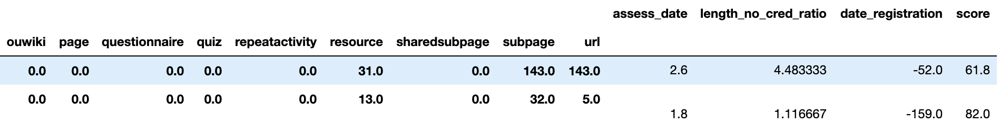 assess_date length_no_cred_ratio date_registration score
ouwiki page questionnaire quiz repeatactivity resource sharedsubpage subpage url
0.0 0.0 0.0 0.0 0.0 31.0 0.0 143.0 143.0 2.6 4.483333 -52.0 61.8
0.0 0.0 0.0 0.0 0.0 13.0 0.0 32.0 5.0
1.8 1.116667 -159.0 82.0